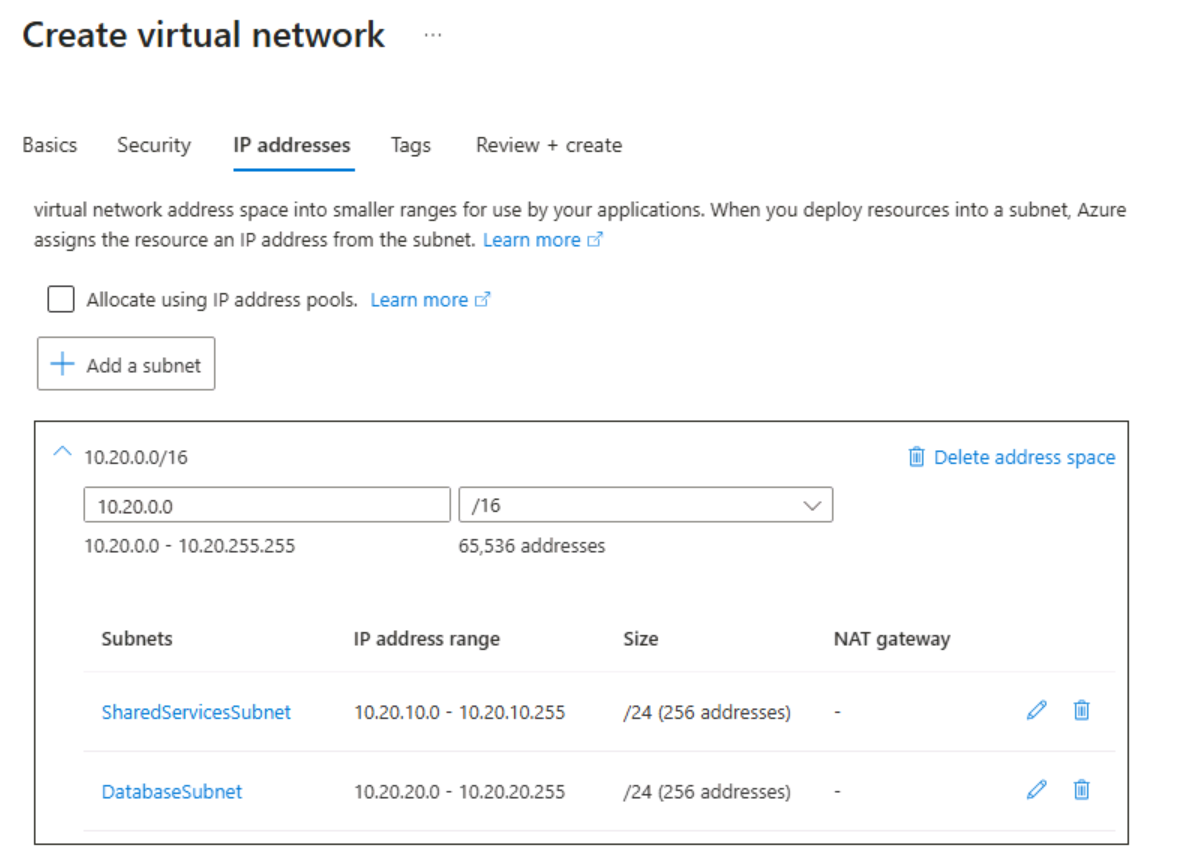 Create virtual network ...
Basics Security IP addresses Tags Review + create
virtual network address space into smaller ranges for use by your applications. When you deploy resources into a subnet, Azure
assigns the resource an IP address from the subnet. Learn more
Allocate using IP address pools. Learn more
+ Add a subnet
10.20.0.0/16 Delete address space
10.20.0.0 /16
10.20.0.0 - 10.20.255.255 65,536 addresses
Subnets IP address range Size NAT gateway
SharedServicesSubnet 10.20.10.0 - 10.20.10.255 /24 (256 addresses) -
DatabaseSubnet 10.20.20.0 - 10.20.20.255 /24 (256 addresses) -